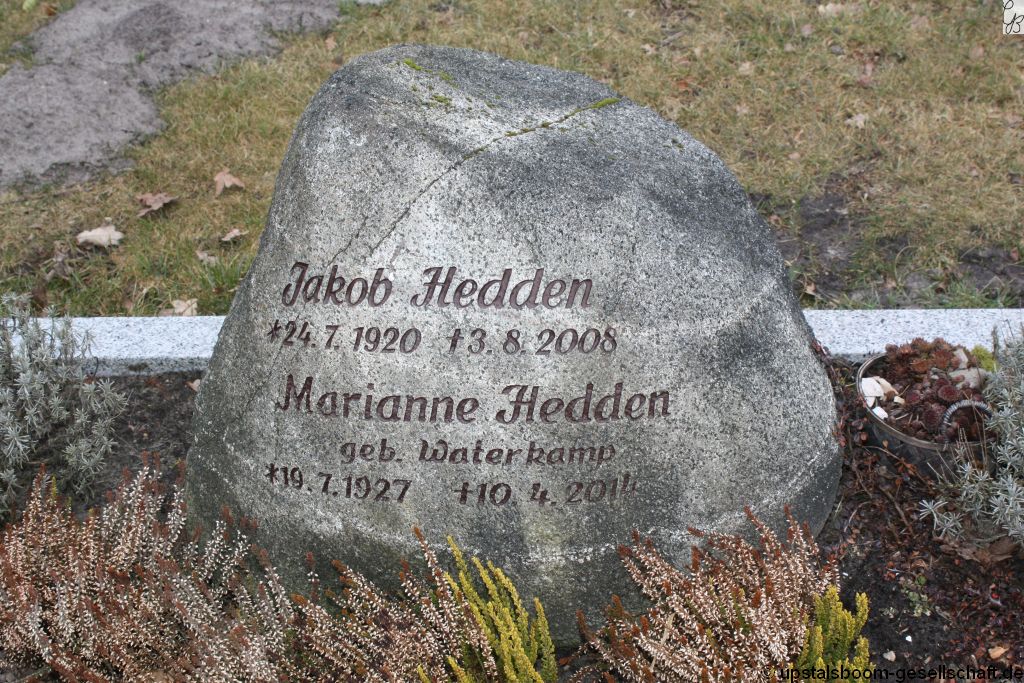 Jakob Hedden
*24.7.1920 †3.8.2008
Marianne Hedden
geb. Waterkamp
*19.7.1927 †10.4.2014
© upstalsboom-gesellschaft.de